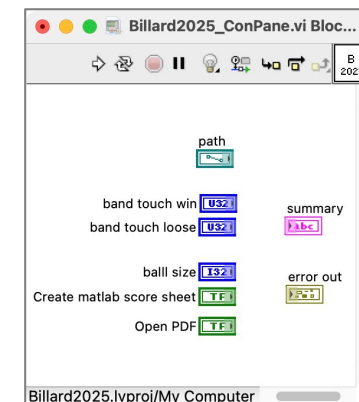 Billard2025_ConPane.vi Bloc...
B
202
path
band touch win U32
band touch loose U32
summary
abc
balll size I32
error out
Create matlab score sheet TF
Open PDF TF
Billard2025.lvproj/My Computer